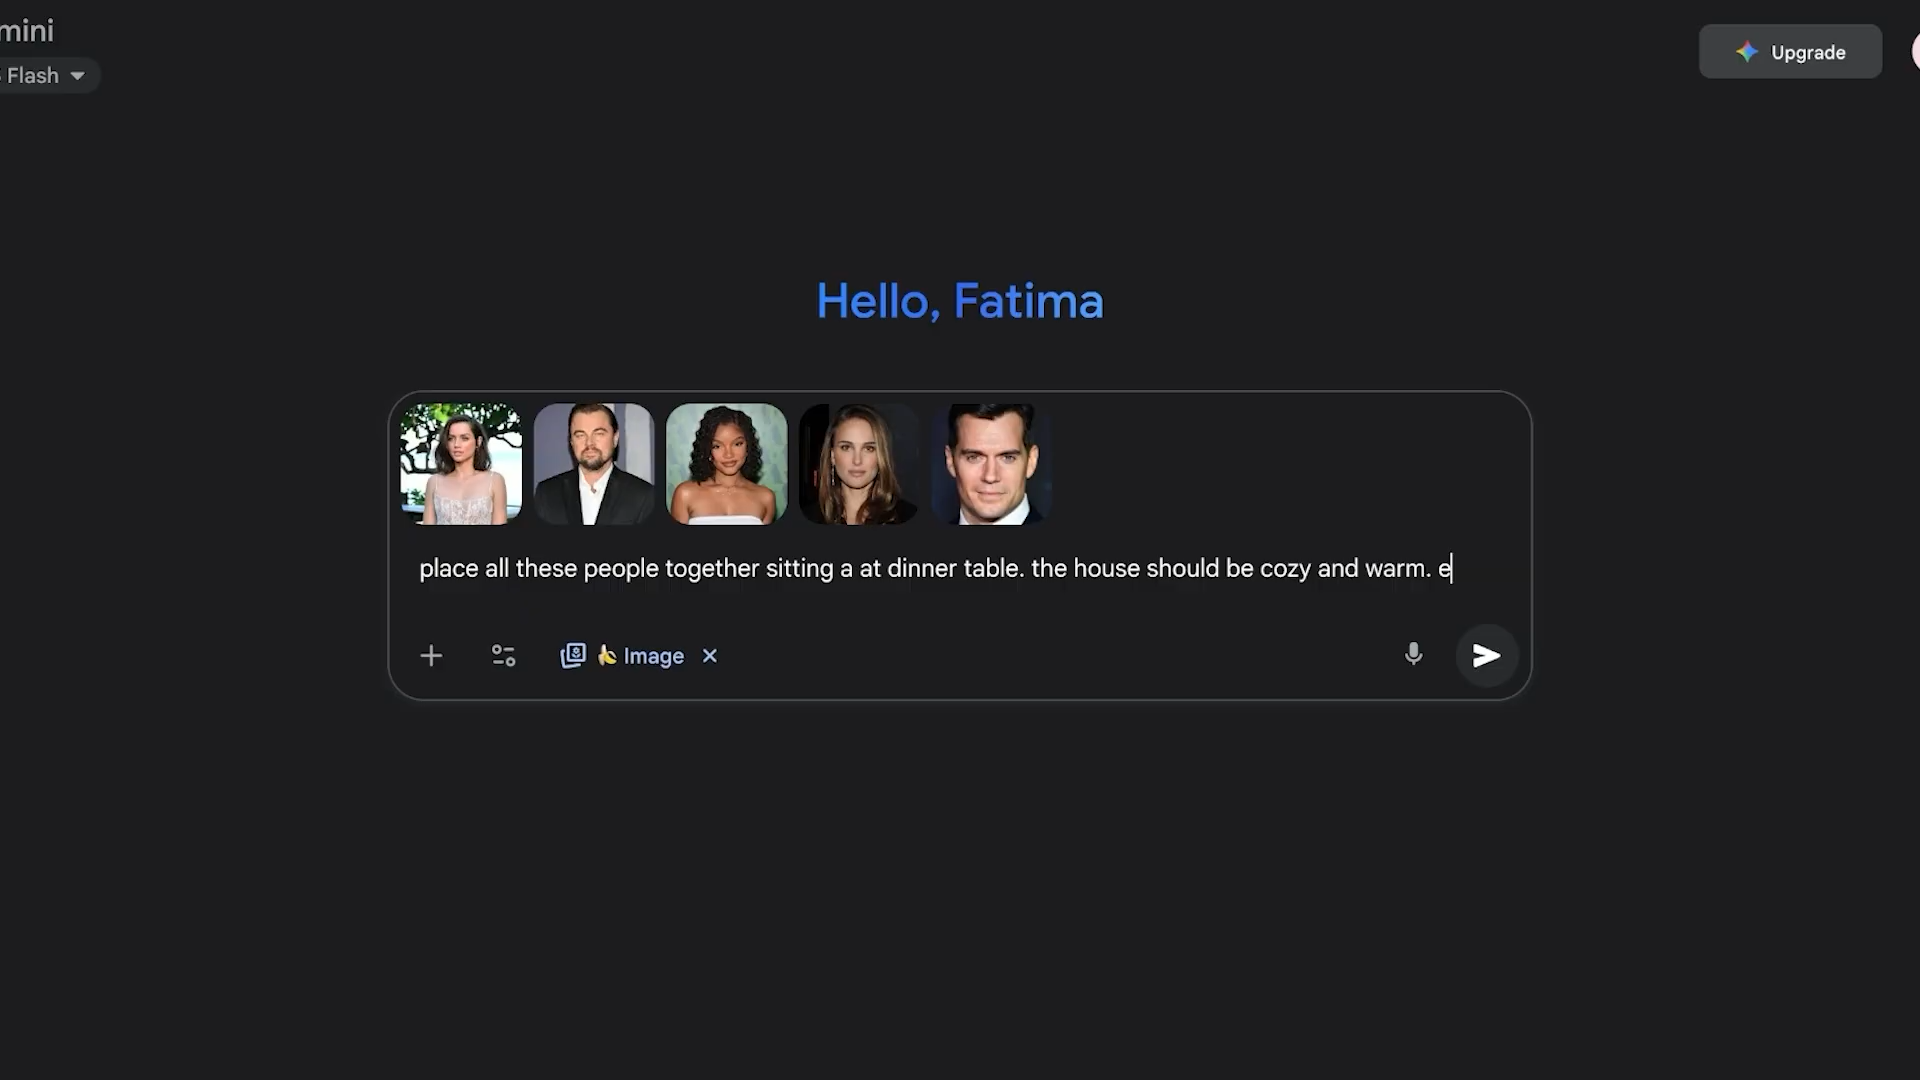 mini
Flash
Upgrade
Hello, Fatima
place all these people together sitting a at dinner table. the house should be cozy and warm. e
Image